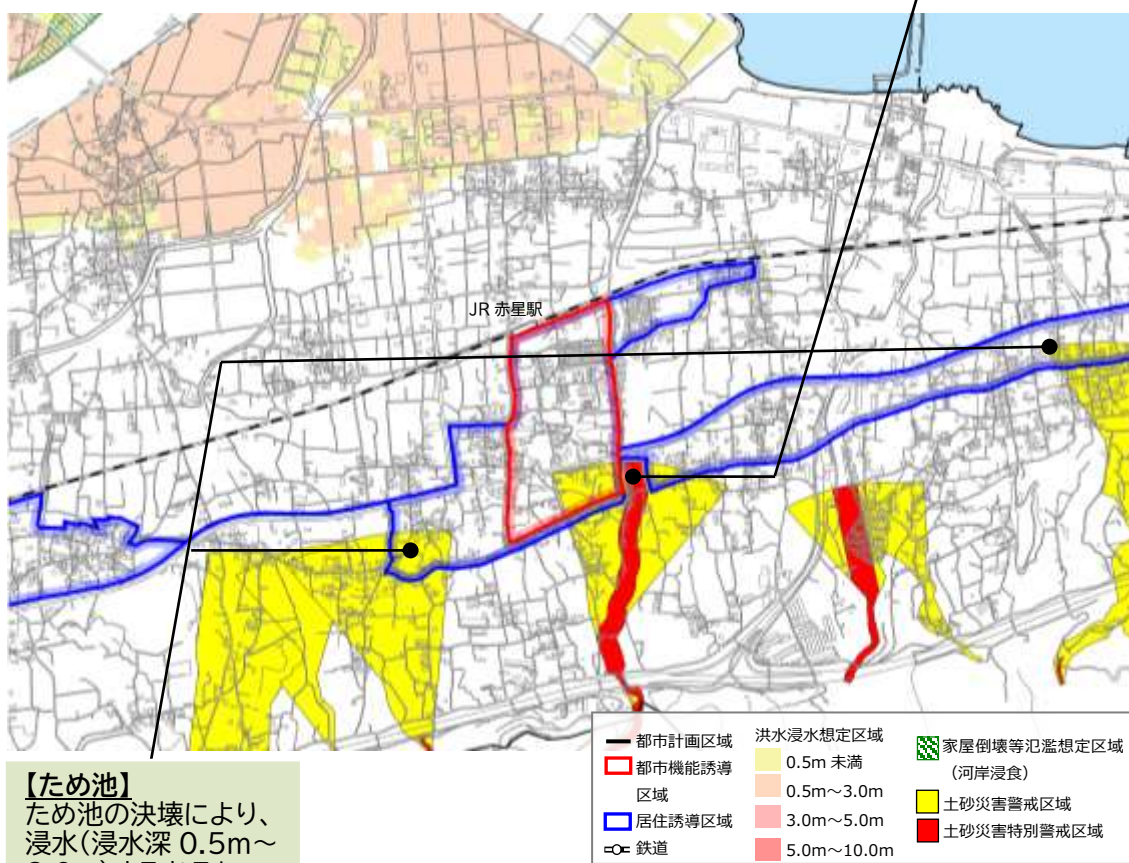 JR 赤星駅
【ため池】
ため池の決壊により、
浸水(浸水深 0.5m～
都市計画区域
都市機能誘導
区域
居住誘導区域
鉄道
洪水浸水想定区域
0.5m 未満
0.5m～3.0m
3.0m～5.0m
5.0m～10.0m
家屋倒壊等氾濫想定区域
(河岸浸食)
土砂災害警戒区域
土砂災害特別警戒区域